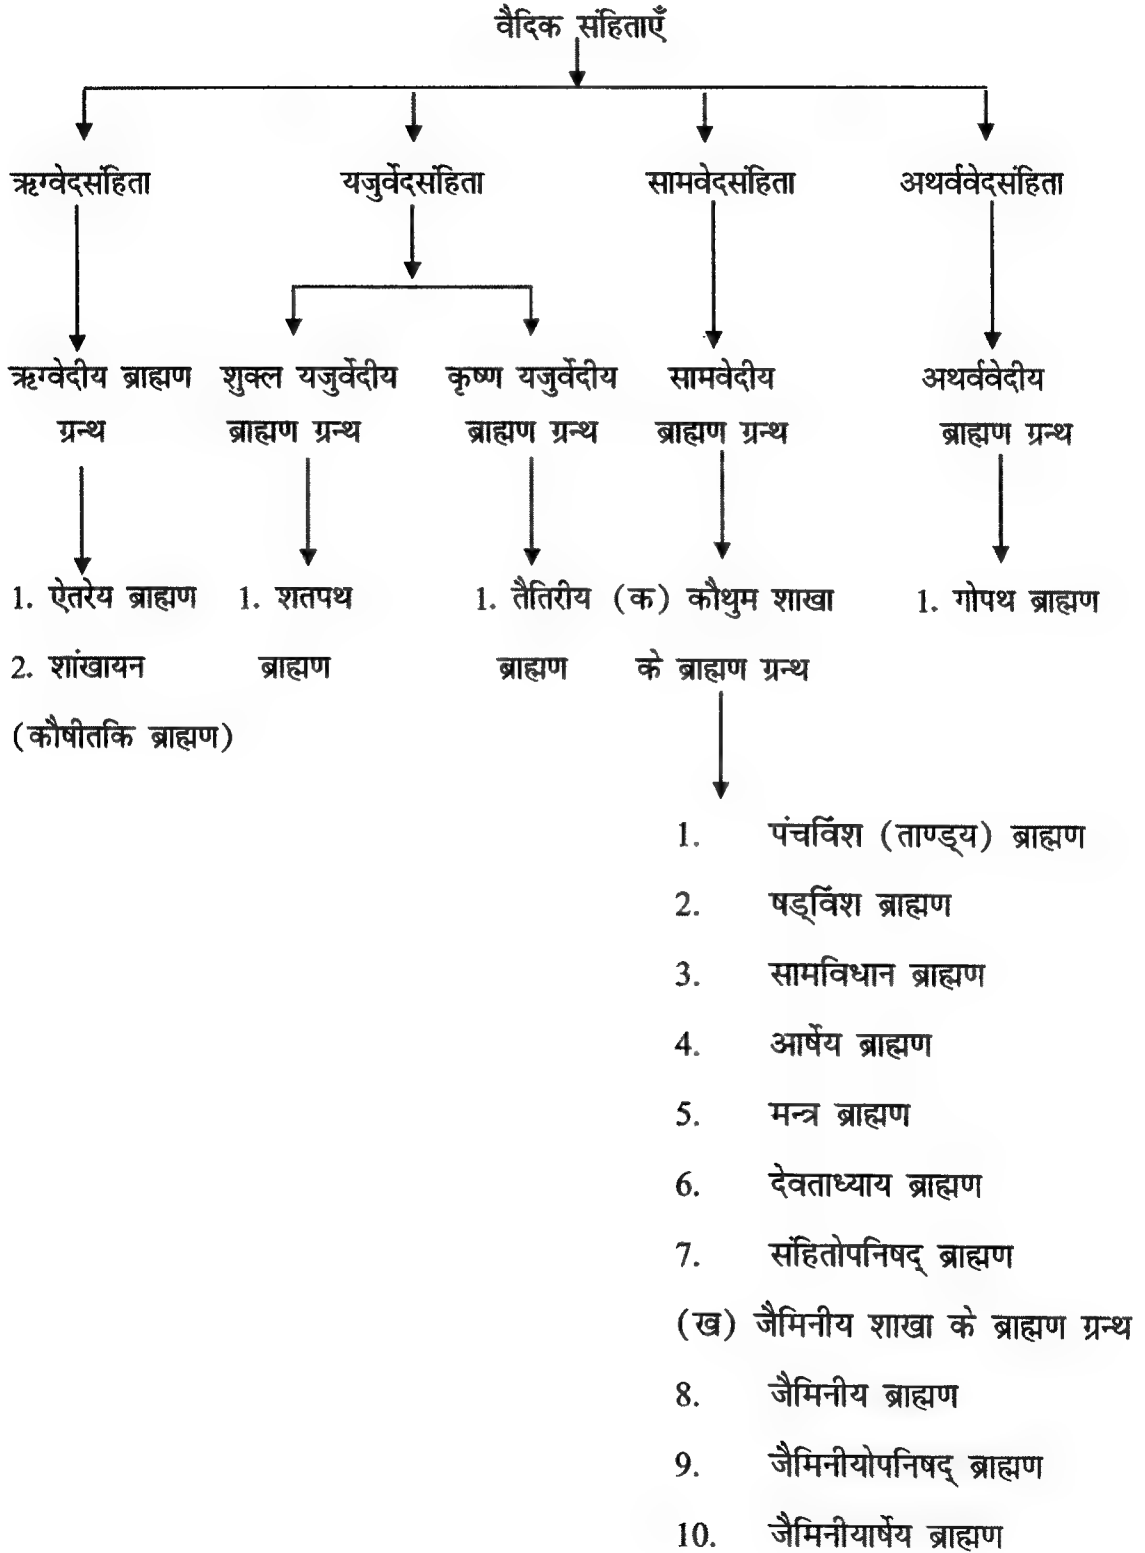 वैदिक संहिताएँ
ऋग्वेदसंहिता यजुर्वेदसंहिता सामवेदसंहिता अथर्ववेदसंहिता
ऋग्वेदीय ब्राह्मण शुक्ल यजुर्वेदीय कृष्ण यजुर्वेदीय सामवेदीय अथर्ववेदीय
ग्रन्थ ब्राह्मण ग्रन्थ ब्राह्मण ग्रन्थ ब्राह्मण ग्रन्थ ब्राह्मण ग्रन्थ
1. ऐतरेय ब्राह्मण 1. शतपथ 1. तैतिरीय (क) कौथुम शाखा 1. गोपथ ब्राह्मण
2. शांखायन ब्राह्मण ब्राह्मण के ब्राह्मण ग्रन्थ
(कौषीतकि ब्राह्मण)
1. पंचविंश (ताण्ड्य) ब्राह्मण
2. षड्विंश ब्राह्मण
3. सामविधान ब्राह्मण
4. आर्षेय ब्राह्मण
5. मन्त्र ब्राह्मण
6. देवताध्याय ब्राह्मण
7. संहितोपनिषद् ब्राह्मण
(ख) जैमिनीय शाखा के ब्राह्मण ग्रन्थ
8. जैमिनीय ब्राह्मण
9. जैमिनीयोपनिषद् ब्राह्मण
10. जैमिनीयार्षेय ब्राह्मण